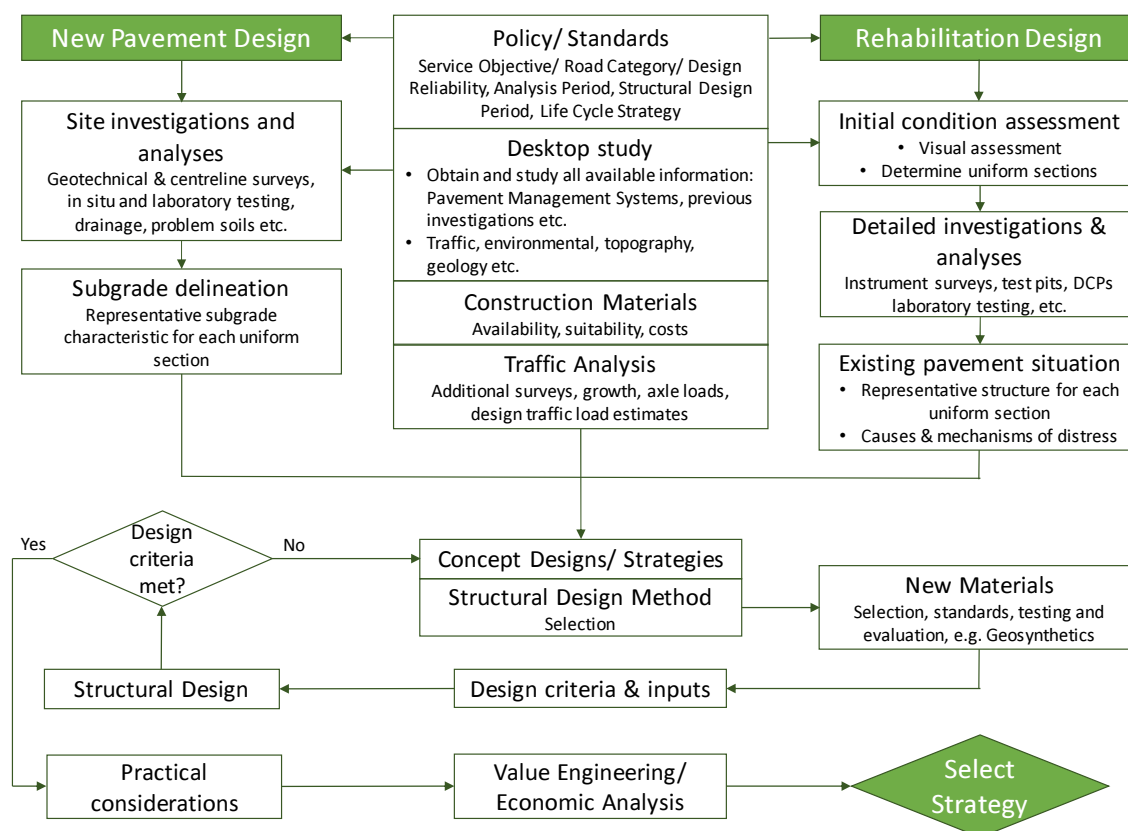 New Pavement Design
Policy/ Standards
Service Objective/ Road Category/ Design
Reliability, Analysis Period, Structural Design
Period, Life Cycle Strategy
Rehabilitation Design
Site investigations and
analyses
Geotechnical & centreline surveys,
in situ and laboratory testing,
drainage, problem soils etc.
Desktop study
• Obtain and study all available information:
Pavement Management Systems, previous
investigations etc.
• Traffic, environmental, topography,
geology etc.
Initial condition assessment
• Visual assessment
• Determine uniform sections
Subgrade delineation
Representative subgrade
characteristic for each uniform
section
Construction Materials
Availability, suitability, costs
Detailed investigations &
analyses
Instrument surveys, test pits, DCPs
laboratory testing, etc.
Traffic Analysis
Additional surveys, growth, axle loads,
design traffic load estimates
Existing pavement situation
• Representative structure for each
uniform section
• Causes & mechanisms of distress
Yes
Design
criteria
met?
No
Concept Designs/ Strategies
Structural Design Method
Selection
New Materials
Selection, standards, testing and
evaluation, e.g. Geosynthetics
Structural Design
Design criteria & inputs
Practical
considerations
Value Engineering/
Economic Analysis
Select
Strategy